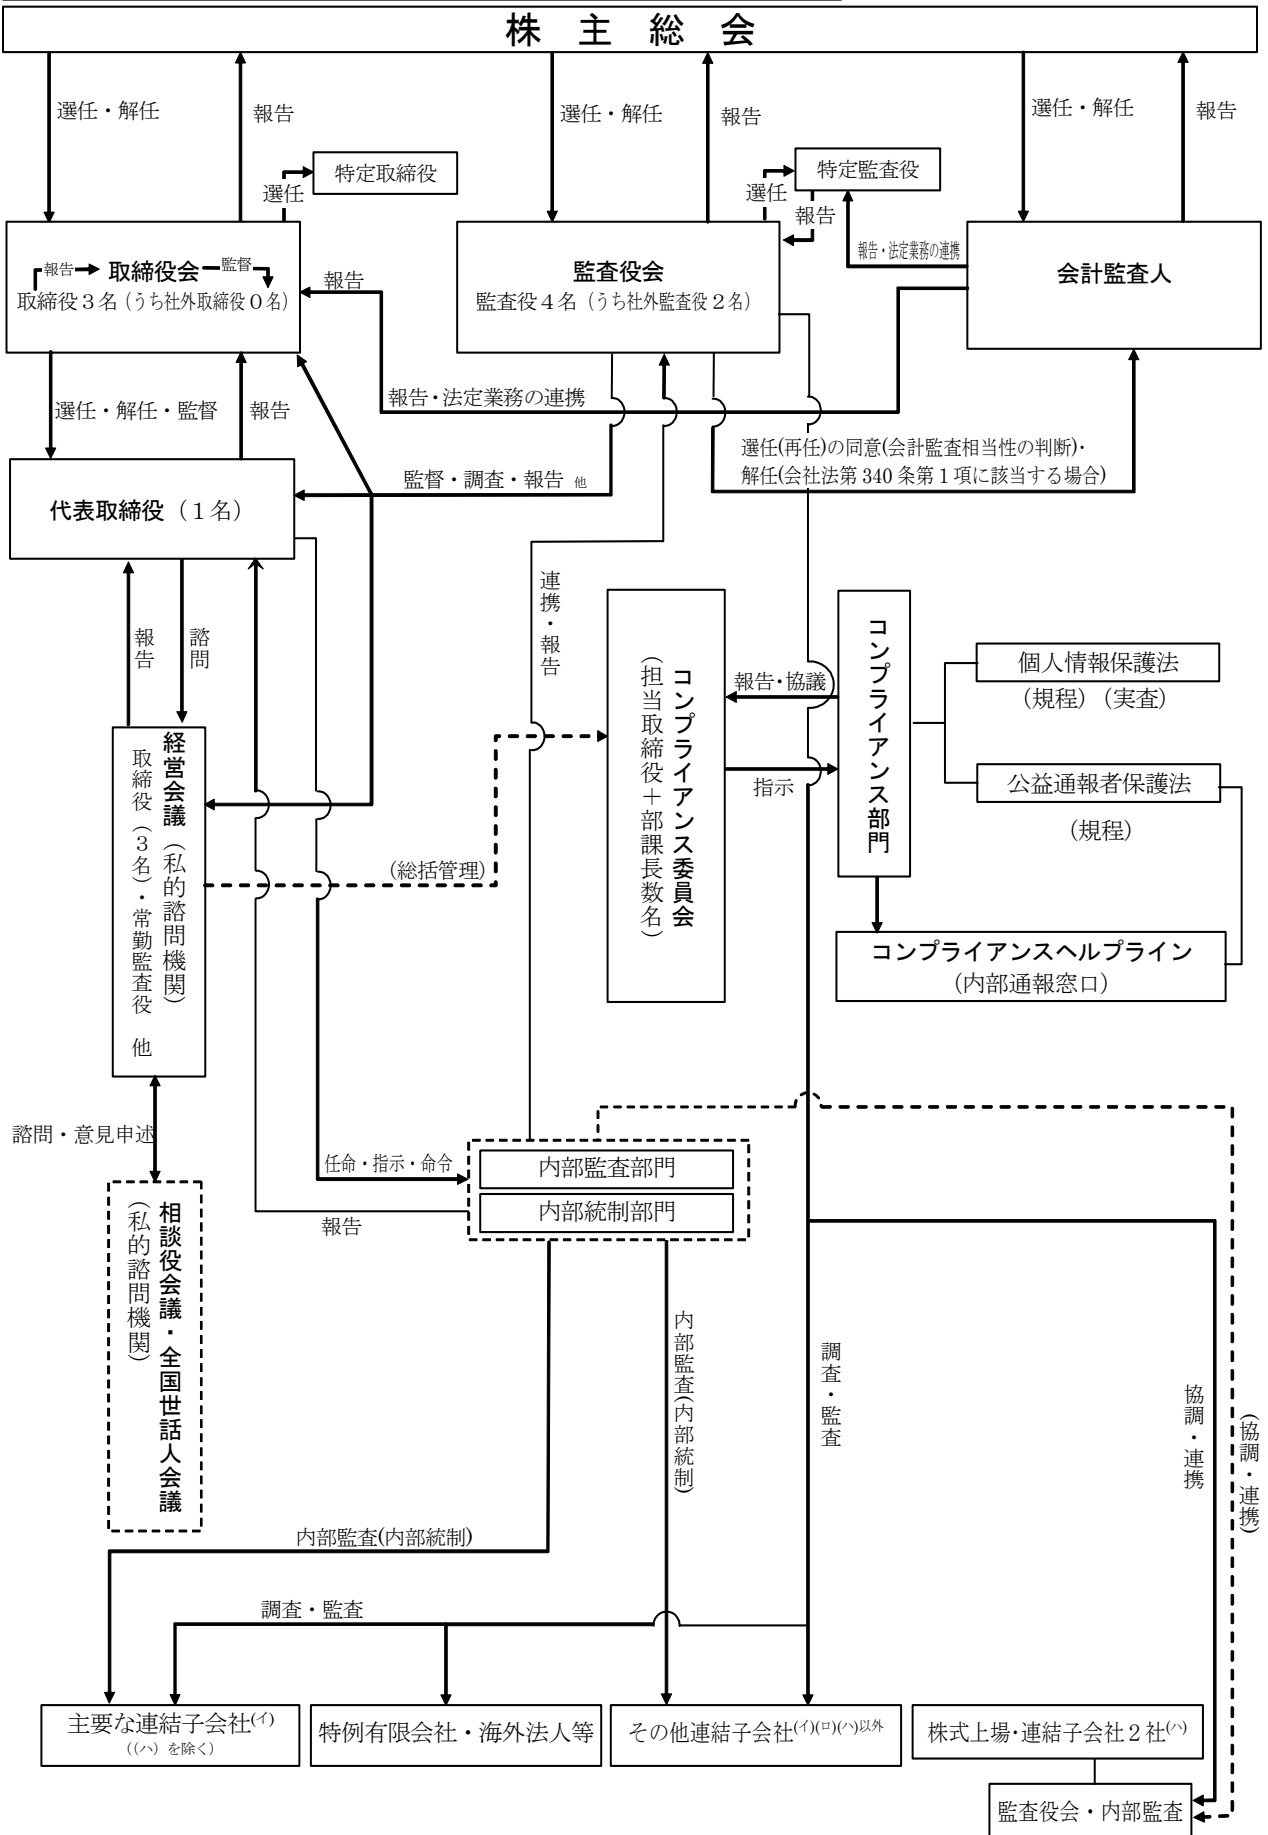 株主総会
選任・解任
報告
選任・解任
報告
選任・解任
報告
特定取締役
選任
特定監査役
選任
報告
報告・法定業務の連携
報告
取締役会
監督
取締役３名（うち社外取締役０名）
報告
監査役会
監査役４名（うち社外監査役２名）
会計監査人
報告・法定業務の連携
選任・解任・監督
報告
選任(再任)の同意(会計監査相当性の判断)・
解任(会社法第340条第１項に該当する場合)
監督・調査・報告 他
代表取締役（１名）
連携・報告
報告
諮問
コンプライアンス委員会
（担当取締役＋部課長数名）
コンプライアンス部門
報告・協議
指示
個人情報保護法
（規程）（実査）
公益通報者保護法
（規程）
経営会議（私的諮問機関）
取締役（３名）・常勤監査役 他
(総括管理)
コンプライアンスヘルプライン
（内部通報窓口）
諮問・意見申述
任命・指示・命令
内部監査部門
内部統制部門
報告
相談役会議・全国世話人会議
（私的諮問機関）
内部監査(内部統制)
調査・監査
協調・連携
(協調・連携)
内部監査(内部統制)
調査・監査
主要な連結子会社(イ)
（(ハ）を除く）
特例有限会社・海外法人等
その他連結子会社(イ)(ロ)(ハ)以外
株式上場・連結子会社２社(ハ)
監査役会・内部監査